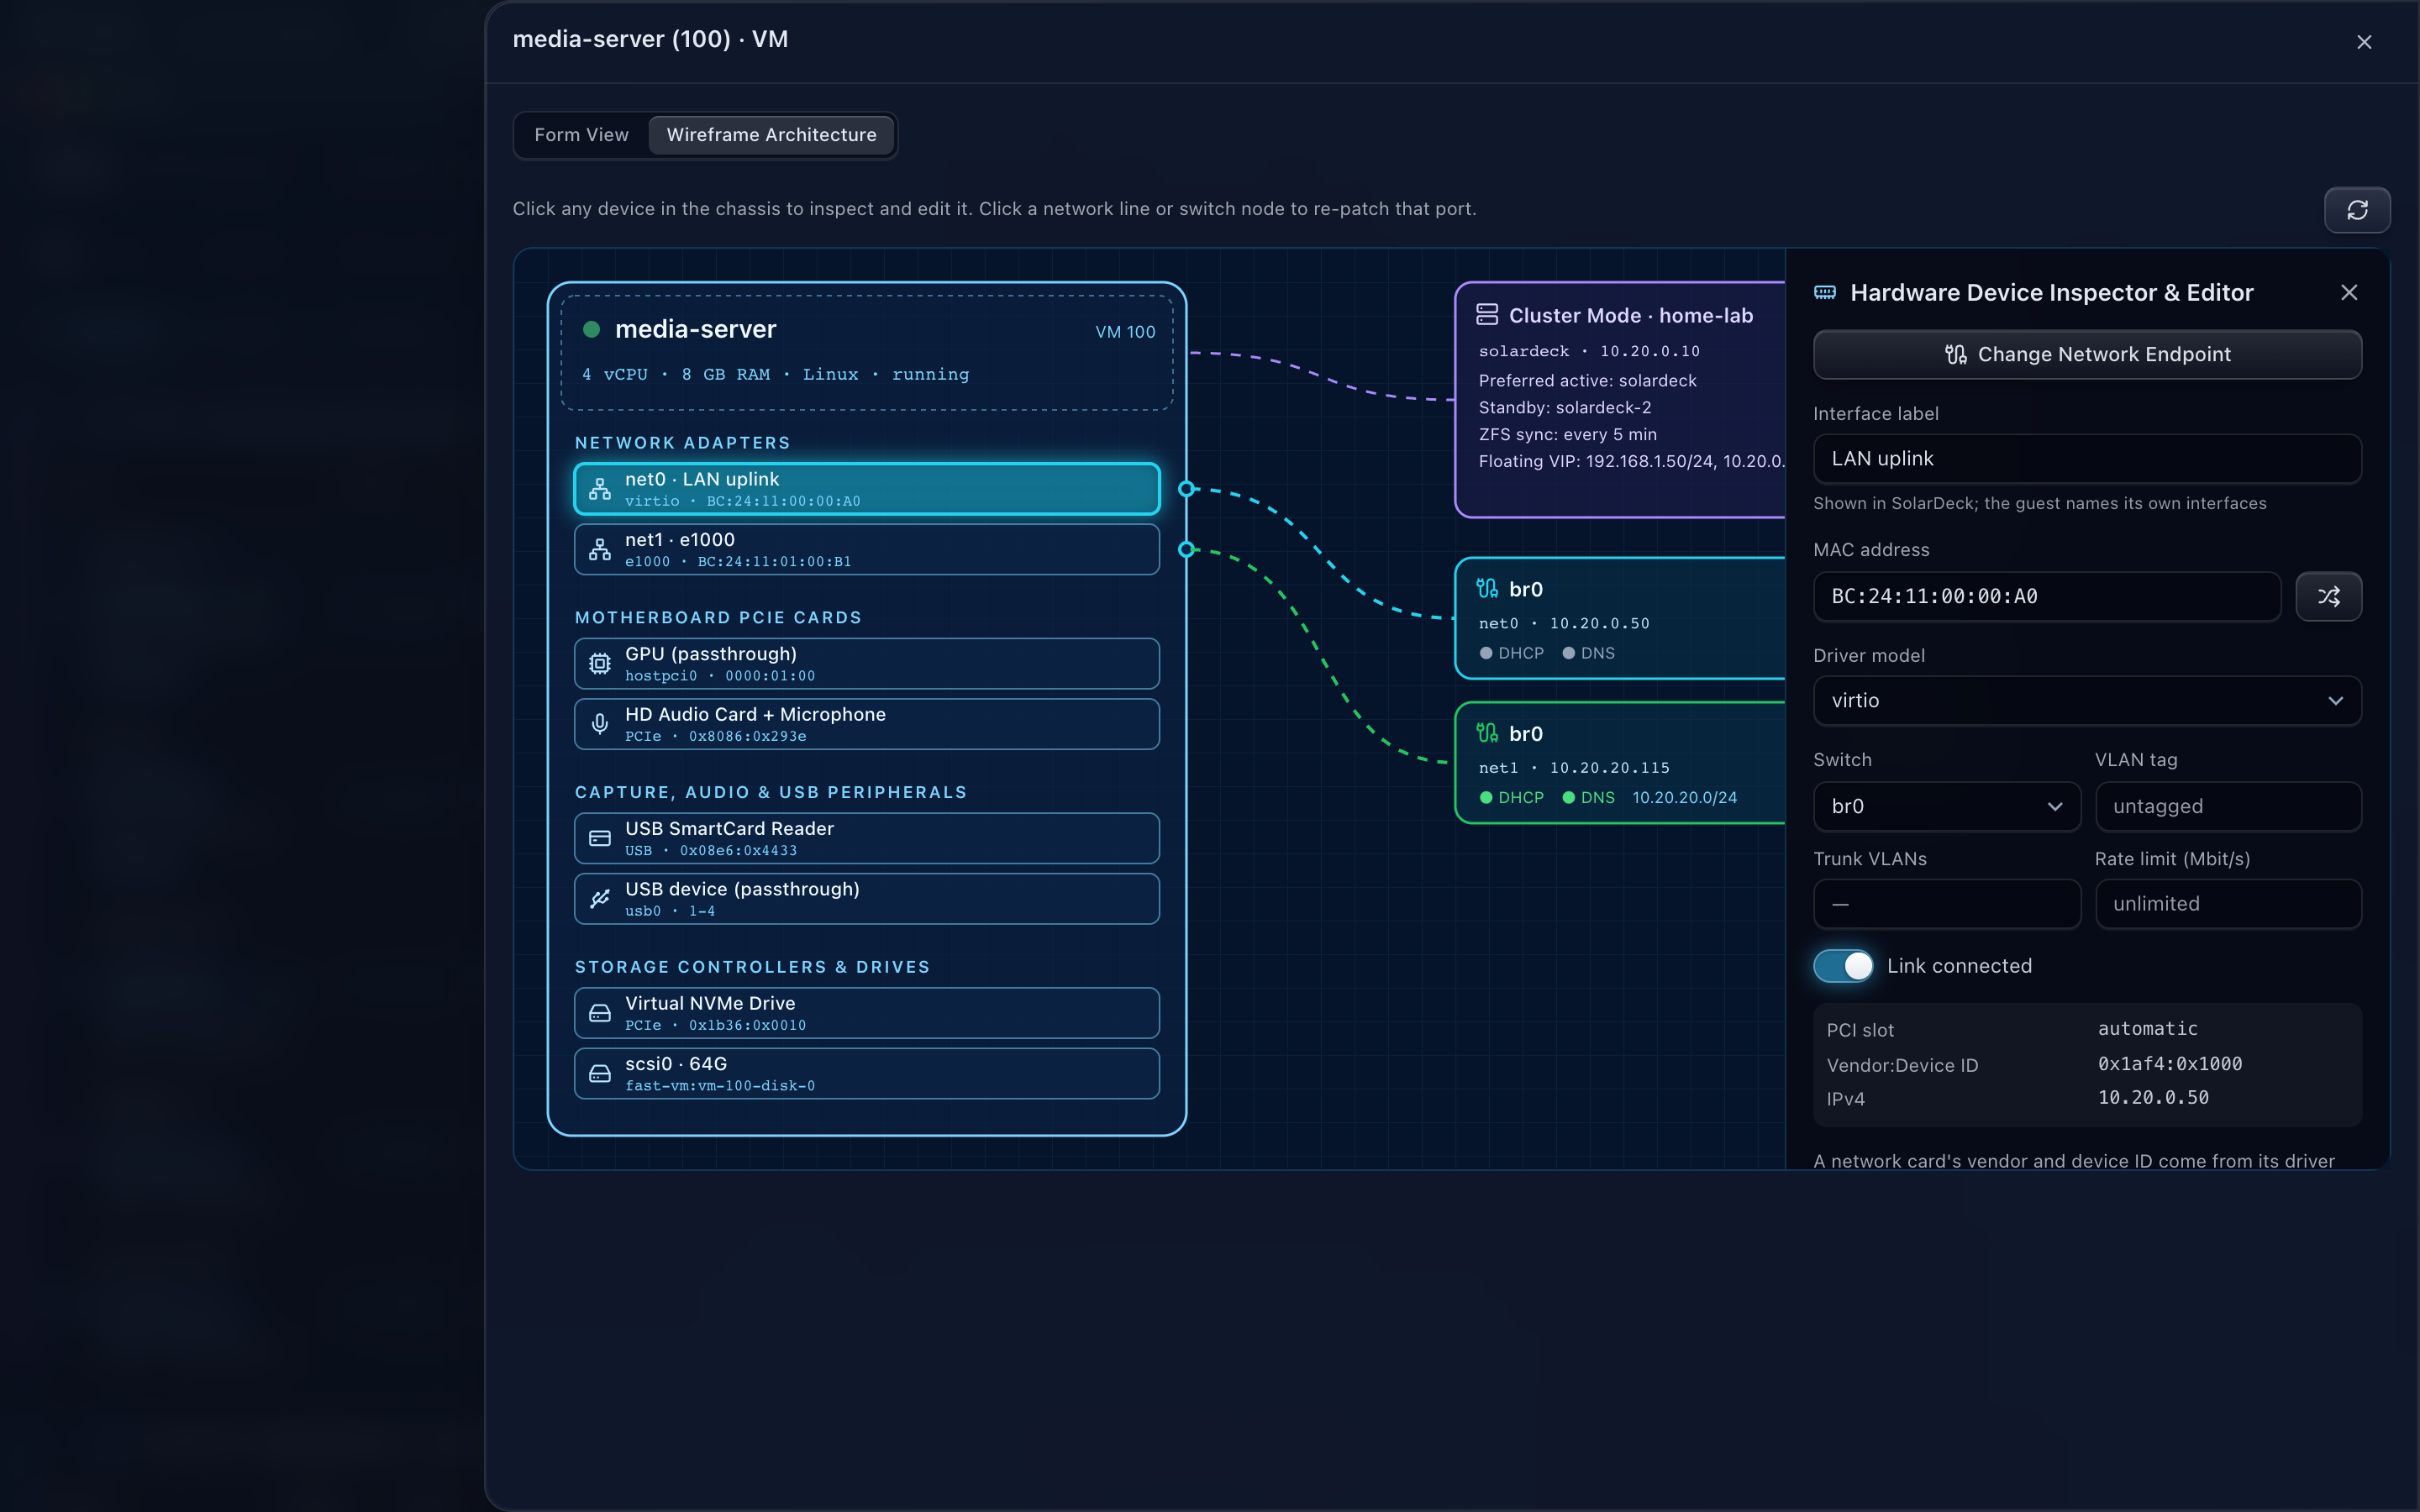 media-server (100) · VM
Form View
Wireframe Architecture
Click any device in the chassis to inspect and edit it. Click a network line or switch node to re-patch that port.
media-server
VM 100
4 vCPU · 8 GB RAM · Linux · running
NETWORK ADAPTERS
net0 · LAN uplink
virtio · BC:24:11:00:00:A0
net1 · e1000
e1000 · BC:24:11:01:00:B1
MOTHERBOARD PCIE CARDS
GPU (passthrough)
hostpci0 · 0000:01:00
HD Audio Card + Microphone
PCIe · 0x8086:0x293e
CAPTURE, AUDIO & USB PERIPHERALS
USB SmartCard Reader
USB · 0x08e6:0x4433
USB device (passthrough)
usb0 · 1-4
STORAGE CONTROLLERS & DRIVES
Virtual NVMe Drive
PCIe · 0x1b36:0x0010
scsi0 · 64G
fast-vm:vm-100-disk-0
Cluster Mode · home-lab
solardeck · 10.20.0.10
Preferred active: solardeck
Standby: solardeck-2
ZFS sync: every 5 min
Floating VIP: 192.168.1.50/24, 10.20.0.
br0
net0 · 10.20.0.50
DHCP DNS
br0
net1 · 10.20.20.115
DHCP DNS 10.20.20.0/24
Hardware Device Inspector & Editor
Change Network Endpoint
Interface label
LAN uplink
Shown in SolarDeck; the guest names its own interfaces
MAC address
BC:24:11:00:00:A0
Driver model
virtio
Switch VLAN tag
br0 untagged
Trunk VLANs Rate limit (Mbit/s)
— unlimited
Link connected
PCI slot automatic
Vendor:Device ID 0x1af4:0x1000
IPv4 10.20.0.50
A network card's vendor and device ID come from its driver